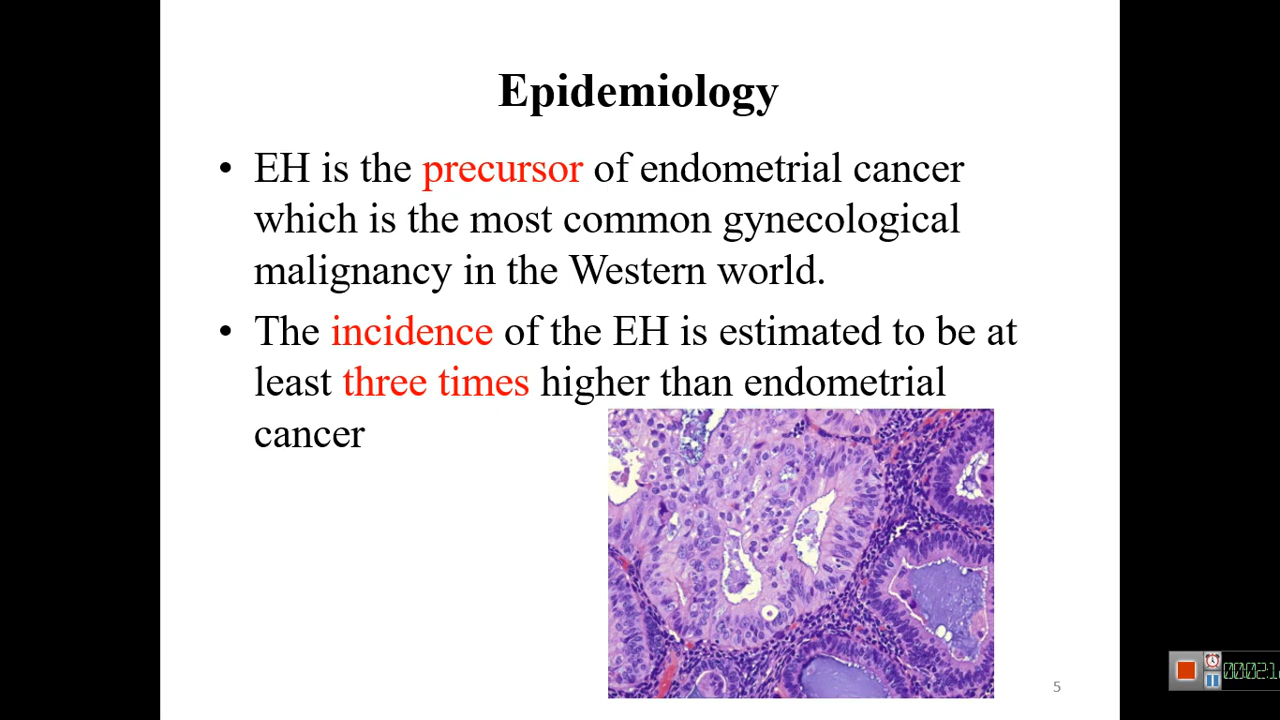 Epidemiology
• EH is the precursor of endometrial cancer
which is the most common gynecological
malignancy in the Western world.
• The incidence of the EH is estimated to be at
least three times higher than endometrial
cancer
5